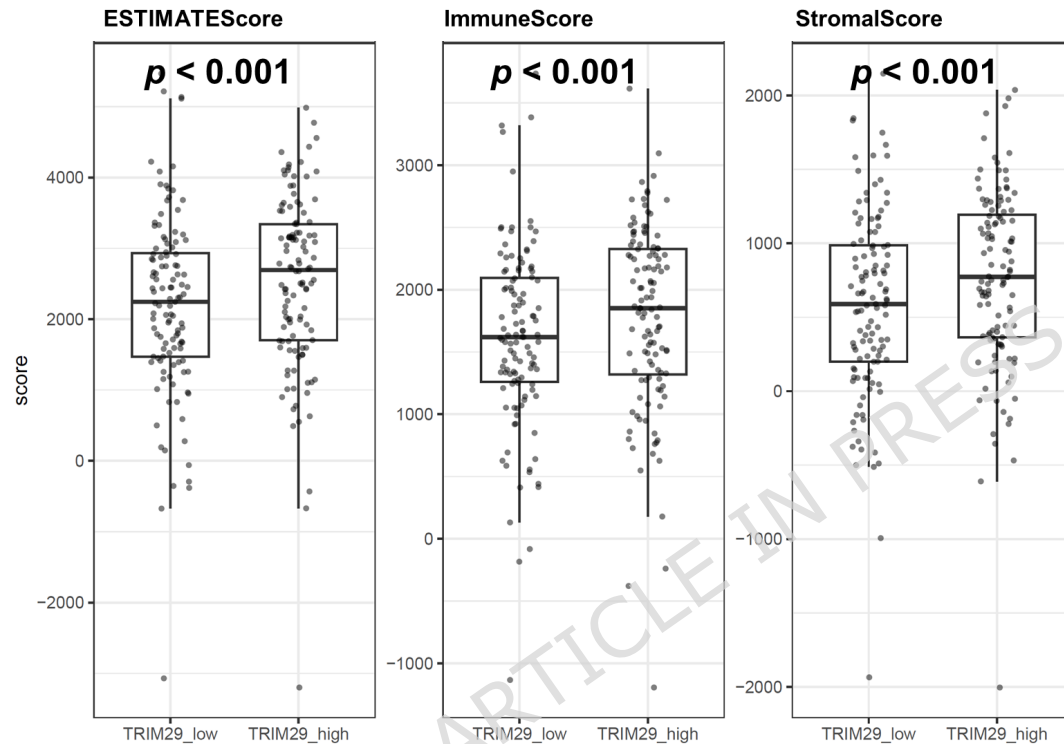 ESTIMATEScore
ImmuneScore
StromalScore
p < 0.001
p < 0.001
p < 0.001
score
4000
2000
0
−2000
3000
2000
1000
0
−1000
2000
1000
0
−1000
−2000
TRIM29_low
TRIM29_high
TRIM29_low
TRIM29_high
TRIM29_low
TRIM29_high
ARTICLE IN PRESS